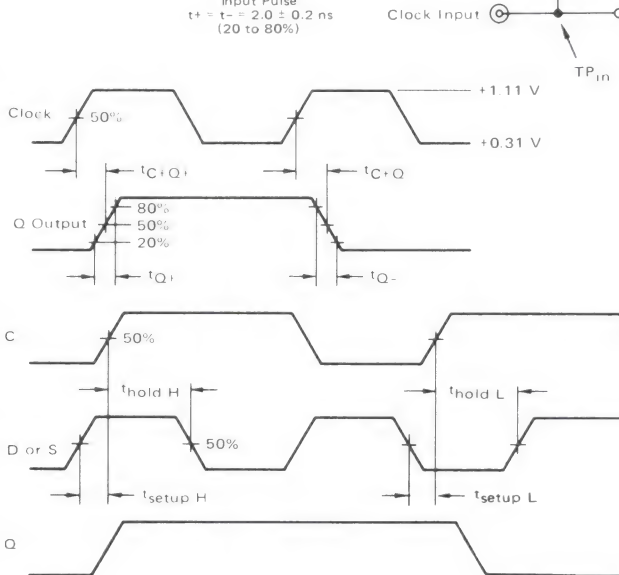 Input Pulse
t+ = t- = 2.0 ± 0.2 ns
(20 to 80%)
Clock Input
TPin
Clock
50%
+1.11 V
+0.31 V
tC+Q+
tC+Q
Q Output
80%
50%
20%
tQ+
tQ-
C
50%
thold H
thold L
D or S
50%
tsetup H
tsetup L
Q